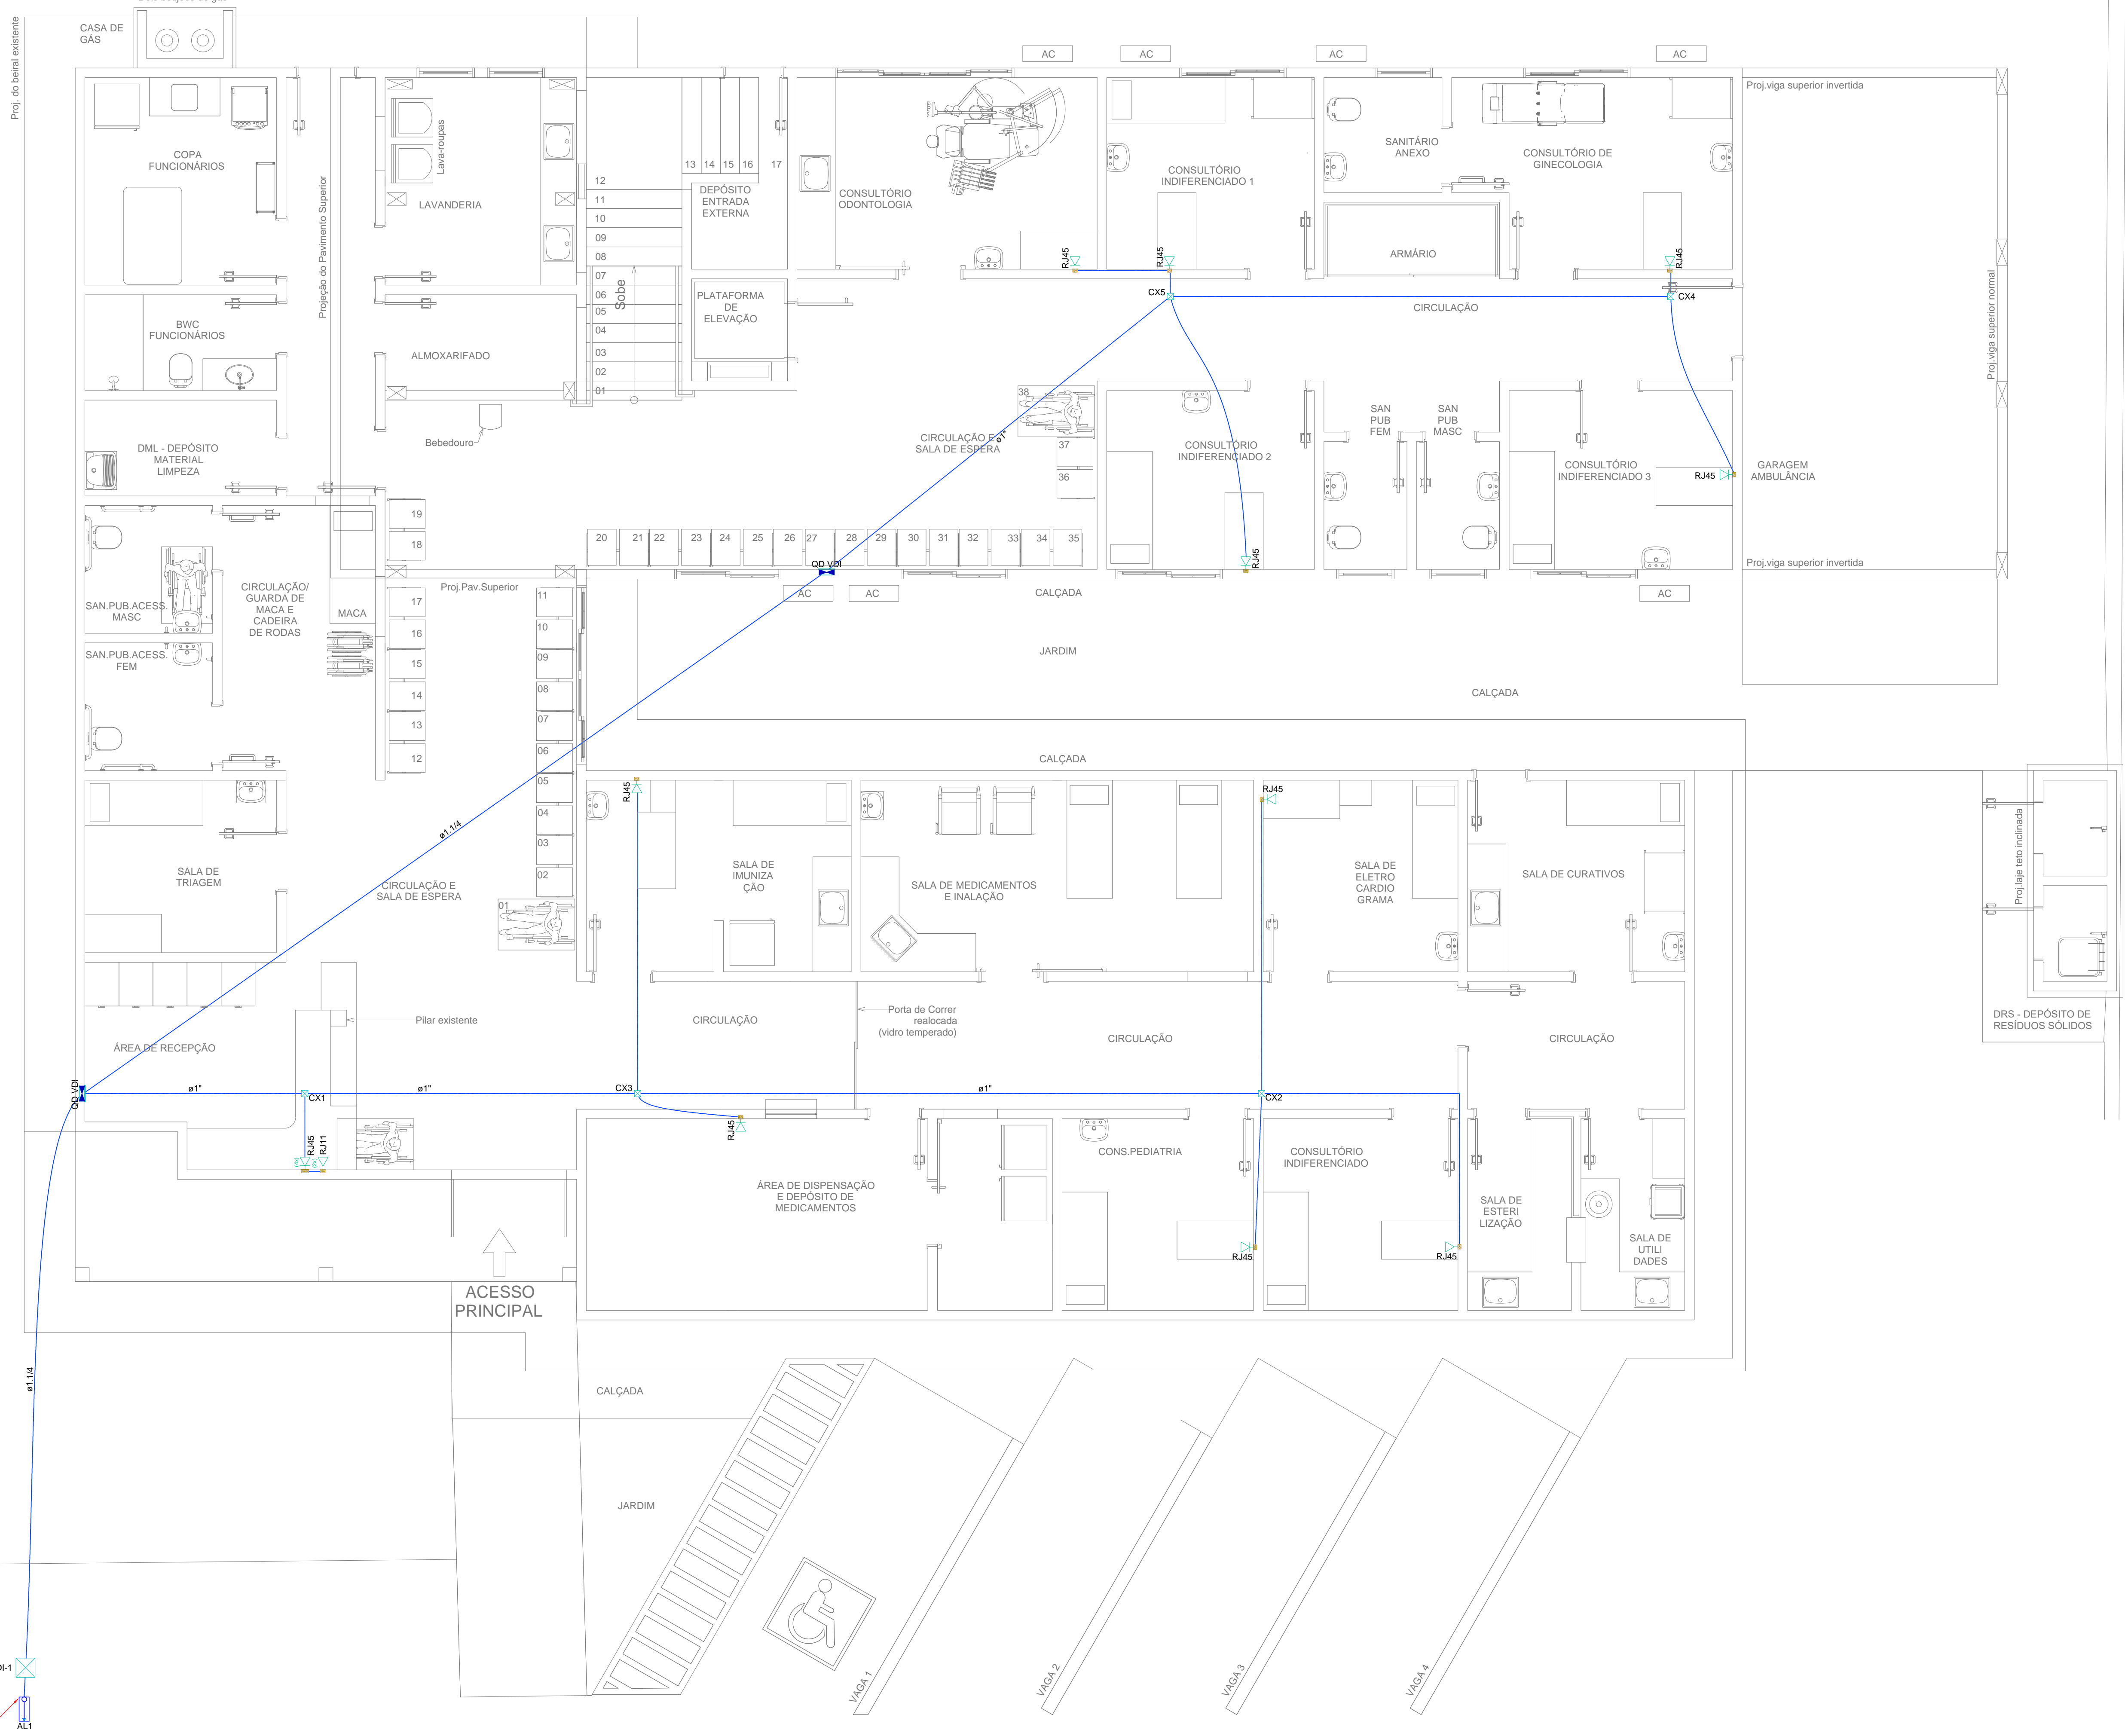 Proj. do beiral existente
CASA DE
GÁS
AC
AC
AC
AC
Proj.viga superior invertida
COPA
FUNCIONÁRIOS
Projeção do Pavimento Superior
Lava-roupas
LAVANDERIA
13
14
15
16
17
DEPÓSITO
ENTRADA
EXTERNA
12
11
10
09
08
07
06
05
04
03
02
01
Sobe
PLATAFORMA
DE
ELEVAÇÃO
CONSULTÓRIO
ODONTOLOGIA
CONSULTÓRIO
INDIFERENCIADO 1
SANITÁRIO
ANEXO
CONSULTÓRIO DE
GINECOLOGIA
ARMÁRIO
RJ45
RJ45
RJ45
CX5
CX4
CIRCULAÇÃO
Proj.viga superior normal
BWC
FUNCIONÁRIOS
ALMOXARIFADO
Bebedouro
DML - DEPÓSITO
MATERIAL
LIMPEZA
CIRCULAÇÃO E
SALA DE ESPERA
ø1"
38
37
36
CONSULTÓRIO
INDIFERENCIADO 2
SAN
PUB
FEM
SAN
PUB
MASC
CONSULTÓRIO
INDIFERENCIADO 3
RJ45
GARAGEM
AMBULÂNCIA
19
18
20
21
22
23
24
25
26
27
28
29
30
31
32
33
34
35
RJ45
QD VDI
Proj.viga superior invertida
AC
AC
CALÇADA
AC
Proj.Pav.Superior
SAN.PUB.ACESS.
MASC
SAN.PUB.ACESS.
FEM
CIRCULAÇÃO/
GUARDA DE
MACA E
CADEIRA
DE RODAS
MACA
17
16
15
14
13
12
11
10
09
08
07
06
05
04
03
02
01
JARDIM
CALÇADA
CALÇADA
SALA DE
TRIAGEM
ø1.1/4
CIRCULAÇÃO E
SALA DE ESPERA
RJ45
SALA DE
IMUNIZA
ÇÃO
SALA DE MEDICAMENTOS
E INALAÇÃO
RJ45
SALA DE
ELETRO
CARDIO
GRAMA
SALA DE CURATIVOS
Proj.laje teto inclinada
DRS - DEPÓSITO DE
RESÍDUOS SÓLIDOS
Pilar existente
ÁREA DE RECEPÇÃO
CIRCULAÇÃO
Porta de Correr
realocada
(vidro temperado)
CIRCULAÇÃO
CIRCULAÇÃO
QD VDI
ø1"
CX1
ø1"
CX3
ø1"
CX2
RJ45
RJ11
RJ45
ÁREA DE DISPENSAÇÃO
E DEPÓSITO DE
MEDICAMENTOS
CONS.PEDIATRIA
CONSULTÓRIO
INDIFERENCIADO
RJ45
RJ45
SALA DE
ESTERI
LIZAÇÃO
SALA DE
UTILI
DADES
ACESSO
PRINCIPAL
ø1.1/4
CALÇADA
JARDIM
VAGA 1
VAGA 2
VAGA 3
VAGA 4
AL1